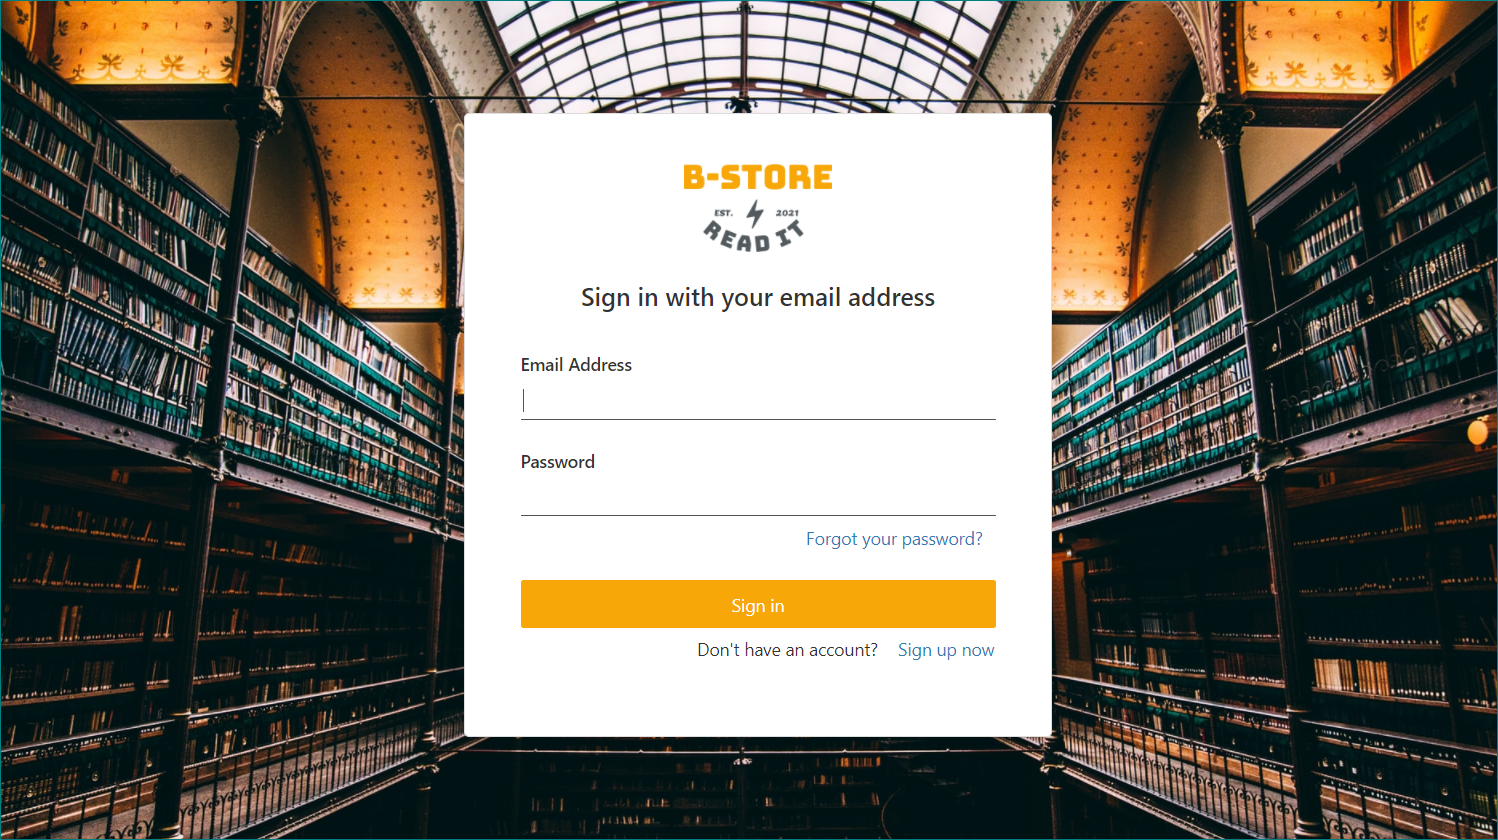 B-STORE
EST. 2021
READ IT
Sign in with your email address
Email Address
Password
Forgot your password?
Sign in
Don't have an account? Sign up now